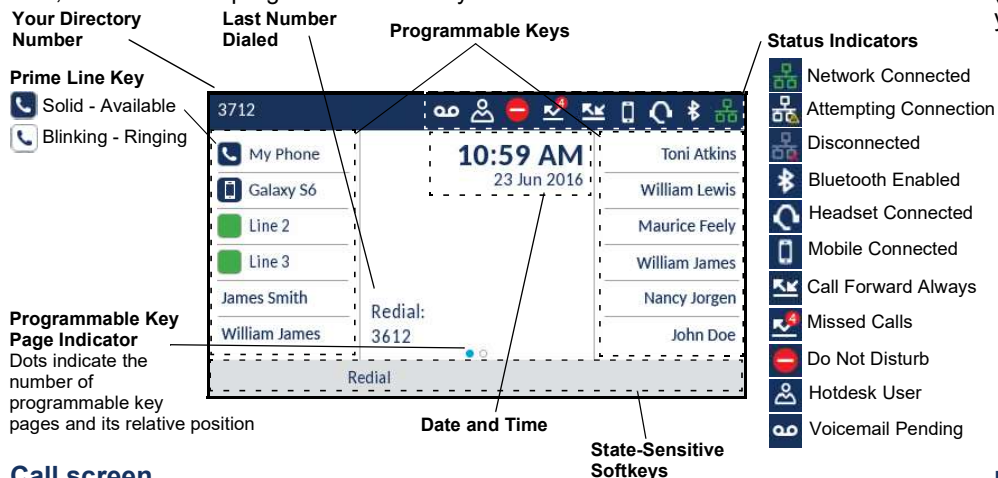 Your Directory
Number
Last Number
Dialed
Programmable Keys
Status Indicators
Prime Line Key
Solid - Available
Blinking - Ringing
3712
4
My Phone
Galaxy S6
Line 2
Line 3
James Smith
William James
10:59 AM
23 Jun 2016
Redial:
3612
Toni Atkins
William Lewis
Maurice Feely
William James
Nancy Jorgen
John Doe
Redial
Network Connected
Attempting Connection
Disconnected
Bluetooth Enabled
Headset Connected
Mobile Connected
Call Forward Always
4
Missed Calls
Do Not Disturb
Hotdesk User
Voicemail Pending
Programmable Key
Page Indicator
Dots indicate the
number of
programmable key
pages and its relative position
Date and Time
State-Sensitive
Softkeys
Call screen